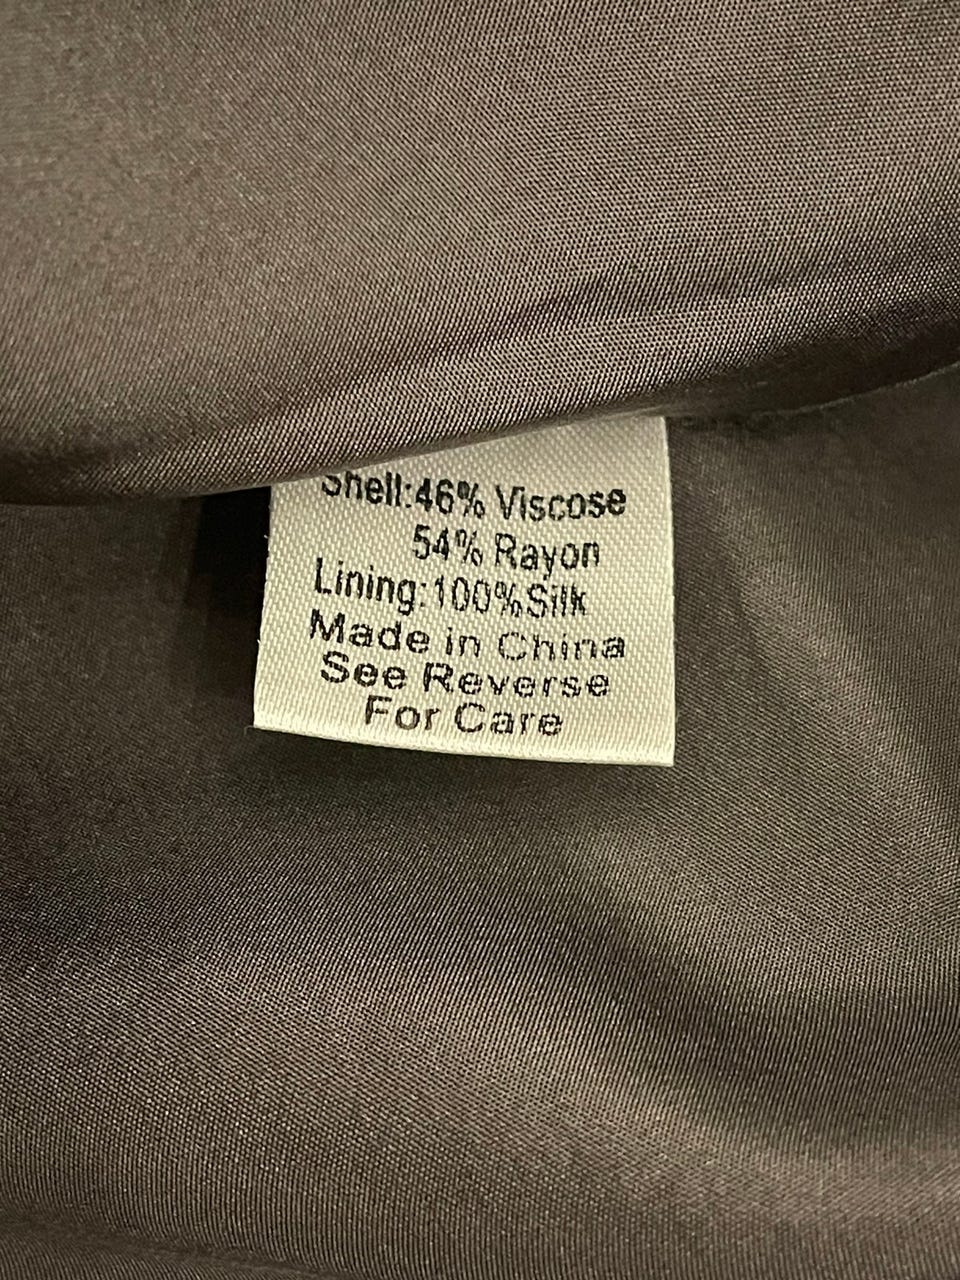 Shell:46% Viscose
54% Rayon
Lining:100%Silk
Made in China
See Reverse
For Care